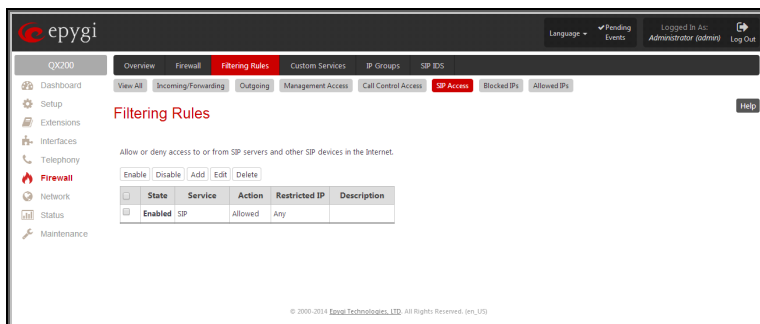 epygi
Language
Pending Events
Logged In As:
Administrator (admin)
Log Out
QX200
Overview Firewall Filtering Rules Custom Services IP Groups SIP IDS
Dashboard
Setup
Extensions
Interfaces
Telephony
Firewall
Network
Status
Maintenance
View All Incoming/Forwarding Outgoing Management Access Call Control Access SIP Access Blocked IPs Allowed IPs
Help
Filtering Rules
Allow or deny access to or from SIP servers and other SIP devices in the Internet.
Enable Disable Add Edit Delete
State Service Action Restricted IP Description
Enabled SIP Allowed Any
© 2000-2014 Epygi Technologies, LTD. All Rights Reserved. (en_US)